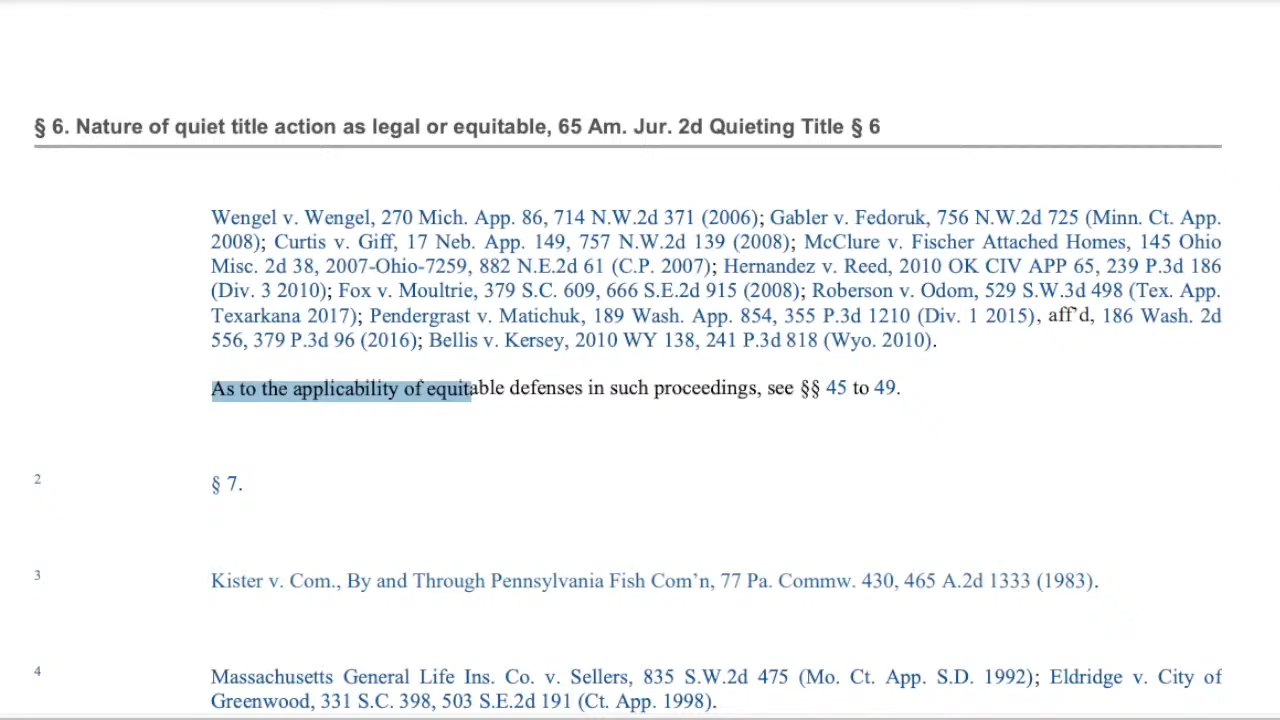 § 6. Nature of quiet title action as legal or equitable, 65 Am. Jur. 2d Quieting Title § 6
Wengel v. Wengel, 270 Mich. App. 86, 714 N.W.2d 371 (2006); Gabler v. Fedoruk, 756 N.W.2d 725 (Minn. Ct. App.
2008); Curtis v. Giff, 17 Neb. App. 149, 757 N.W.2d 139 (2008); McClure v. Fischer Attached Homes, 145 Ohio
Misc. 2d 38, 2007-Ohio-7259, 882 N.E.2d 61 (C.P. 2007); Hernandez v. Reed, 2010 OK CIV APP 65, 239 P.3d 186
(Div. 3 2010); Fox v. Moultrie, 379 S.C. 609, 666 S.E.2d 915 (2008); Roberson v. Odom, 529 S.W.3d 498 (Tex. App.
Texarkana 2017); Pendergrast v. Matichuk, 189 Wash. App. 854, 355 P.3d 1210 (Div. 1 2015), aff'd, 186 Wash. 2d
556, 379 P.3d 96 (2016); Bellis v. Kersey, 2010 WY 138, 241 P.3d 818 (Wyo. 2010).
As to the applicability of equitable defenses in such proceedings, see §§ 45 to 49.
2 § 7.
3 Kister v. Com., By and Through Pennsylvania Fish Com'n, 77 Pa. Commw. 430, 465 A.2d 1333 (1983).
4 Massachusetts General Life Ins. Co. v. Sellers, 835 S.W.2d 475 (Mo. Ct. App. S.D. 1992); Eldridge v. City of
Greenwood, 331 S.C. 398, 503 S.E.2d 191 (Ct. App. 1998).